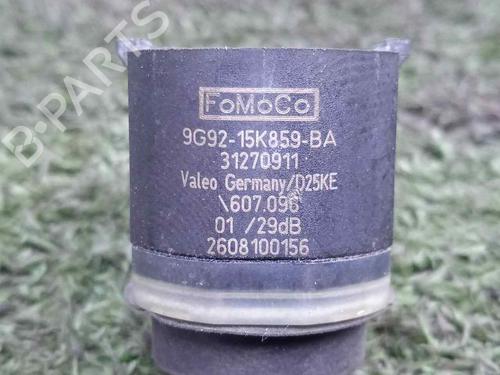 B-PARTS
FoMoCo
9G92-15K859-BA
31270911
Valeo Germany/D25KE
\607.096
01 /29dB
2608100156